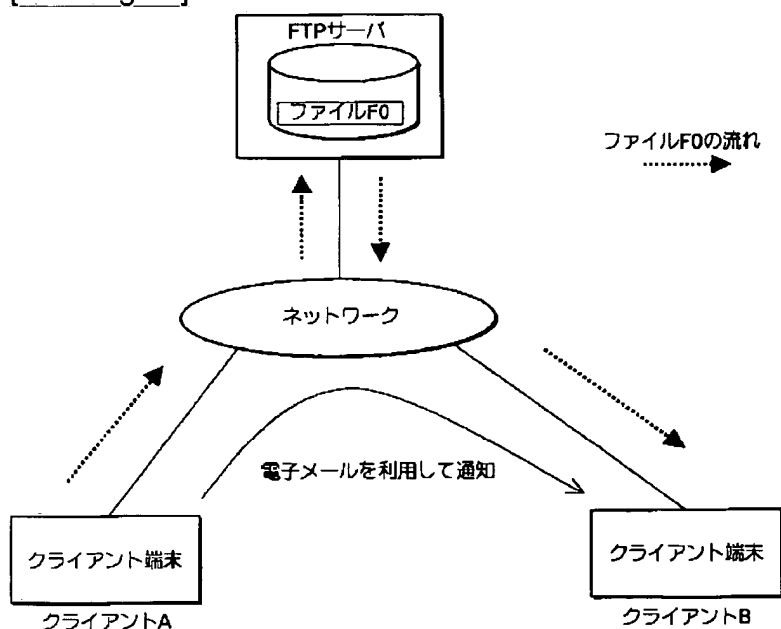 FTPサーバ
ファイルF0
ファイルF0の流れ
ネットワーク
電子メールを利用して通知
クライアント端末
クライアント端末
クライアントA
クライアントB